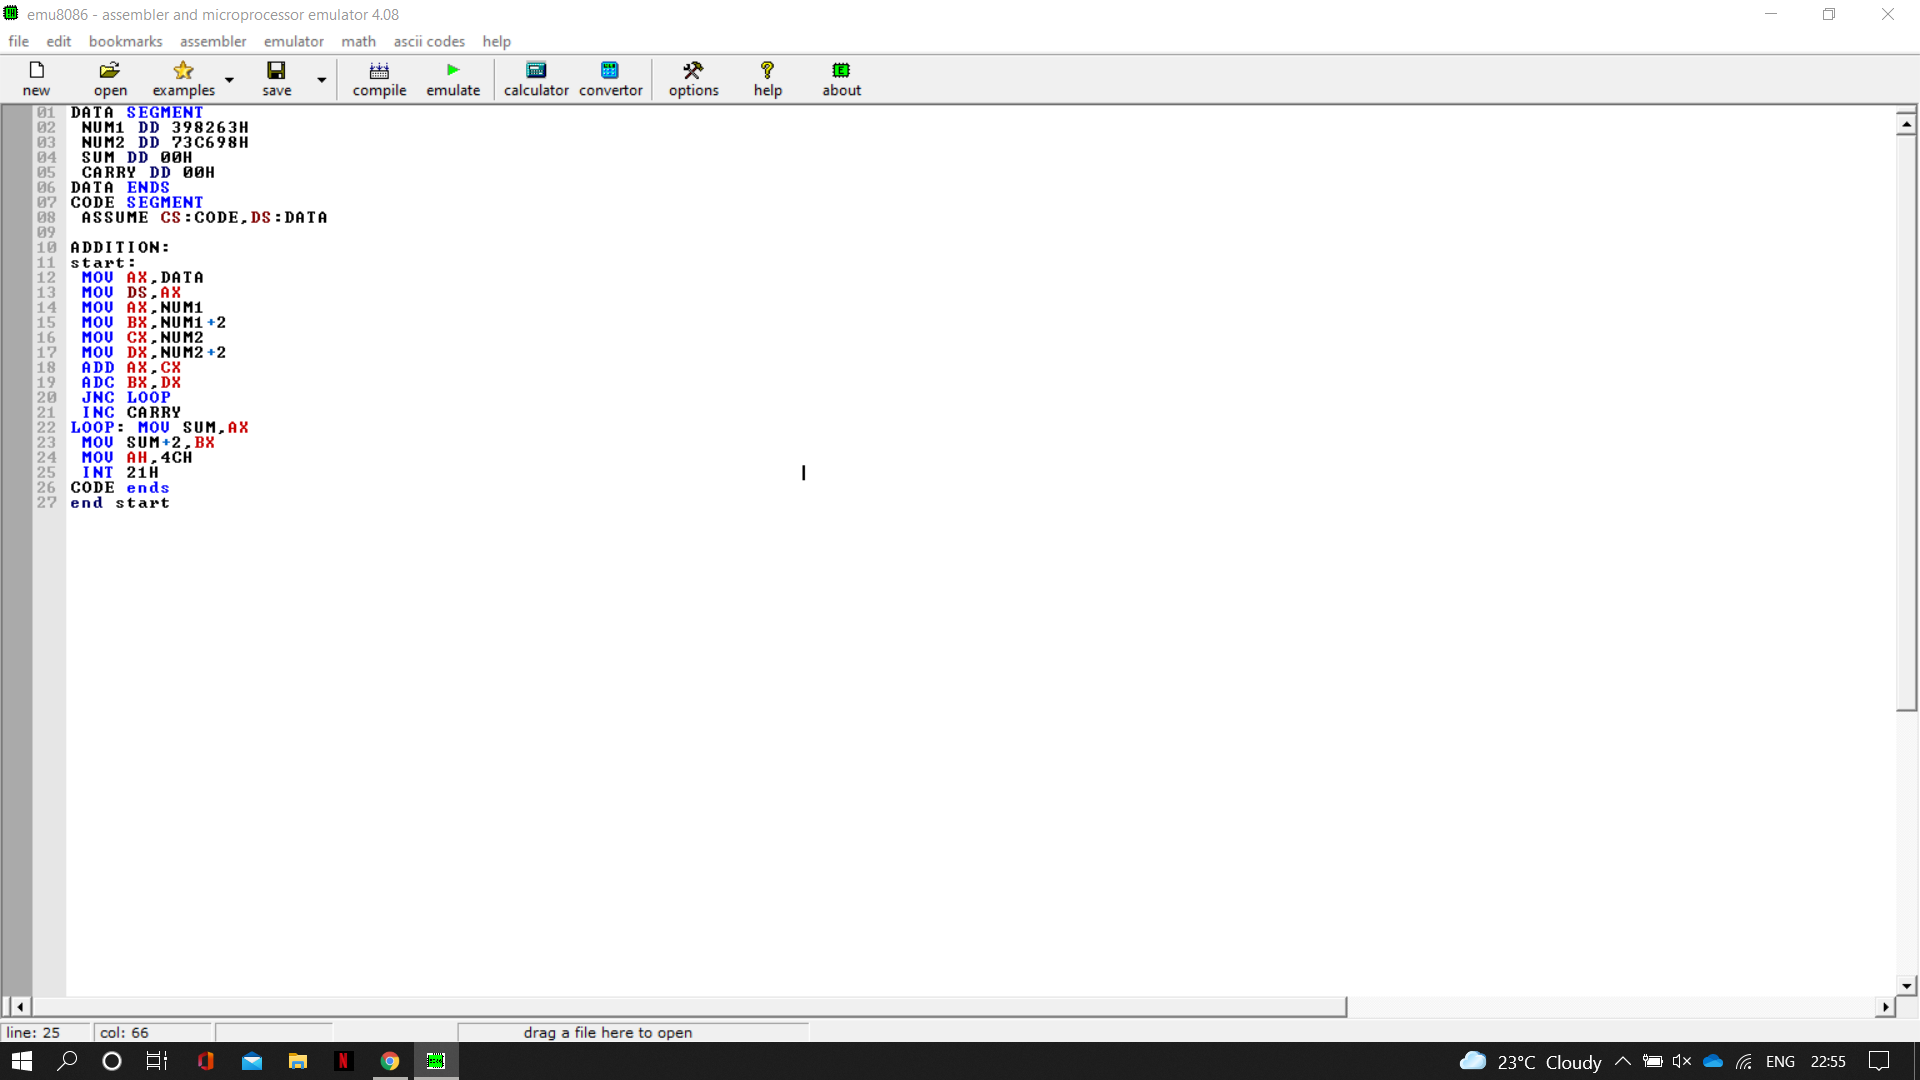 emu8086 - assembler and microprocessor emulator 4.08
file edit bookmarks assembler emulator math ascii codes help
new open examples save compile emulate calculator convertor options help about
01 DATA SEGMENT
02 NUM1 DD 398263H
03 NUM2 DD 73C698H
04 SUM DD 00H
05 CARRY DD 00H
06 DATA ENDS
07 CODE SEGMENT
08 ASSUME CS:CODE,DS:DATA
09
10 ADDITION:
11 start:
12 MOV AX,DATA
13 MOV DS,AX
14 MOV AX,NUM1
15 MOV BX,NUM1+2
16 MOV CX,NUM2
17 MOV DX,NUM2+2
18 ADD AX,CX
19 ADC BX,DX
20 JNC LOOP
21 INC CARRY
22 LOOP: MOV SUM,AX
23 MOV SUM+2,BX
24 MOV AH,4CH
25 INT 21H
26 CODE ends
27 end start
line: 25 col: 66 drag a file here to open
23°C Cloudy ENG 22:55